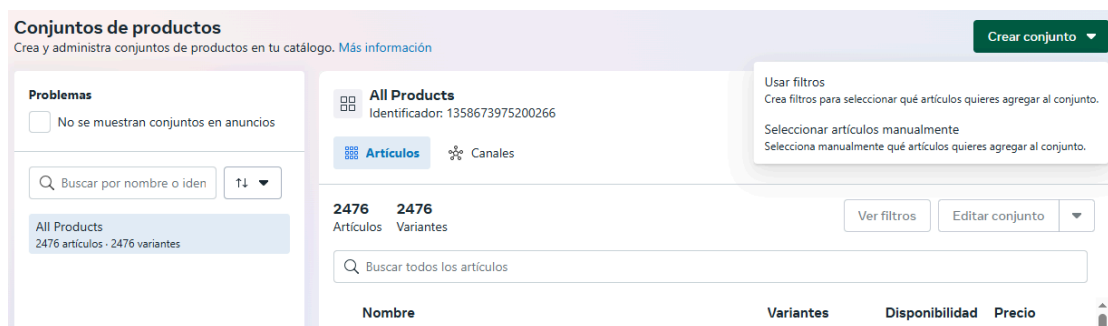 Conjuntos de productos
Crea y administra conjuntos de productos en tu catálogo. Más información
Crear conjunto
Usar filtros
Crea filtros para seleccionar qué artículos quieres agregar al conjunto.
Seleccionar artículos manualmente
Selecciona manualmente qué artículos quieres agregar al conjunto.
Problemas
No se muestran conjuntos en anuncios
Buscar por nombre o iden
All Products
2476 artículos · 2476 variantes
All Products
Identificador: 1358673975200266
Artículos Canales
2476 2476
Artículos Variantes
Ver filtros Editar conjunto
Buscar todos los artículos
Nombre Variantes Disponibilidad Precio